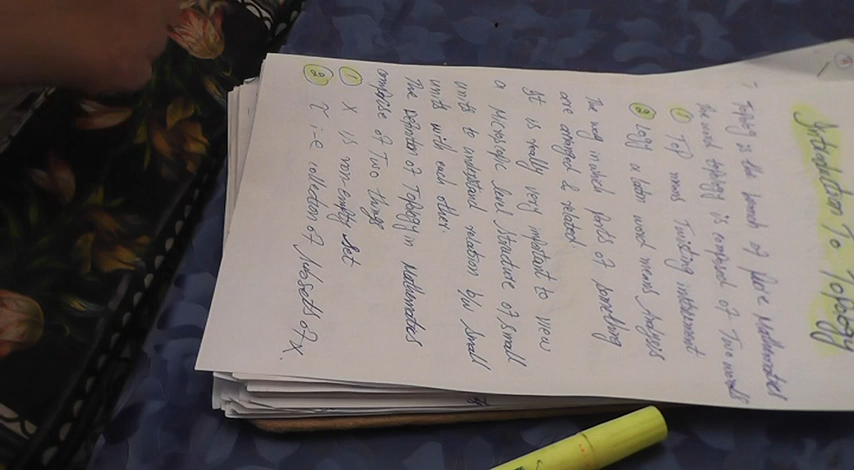 Introduction To Topology
Topology is the branch of Pure Mathematics
The word topology is composed of Two words
① Top means Twisting instrument
② Logy a latin word means Analysis
The way in which parts of something
are arranged & related
It is really very important to view
a Microscopic level Structure of small
units to understand relation b/w small
units with each other.
The Definition of Topology in Mathematics
comprise of Two things
① X is non-empty set
② τ i-e collection of subsets of X.